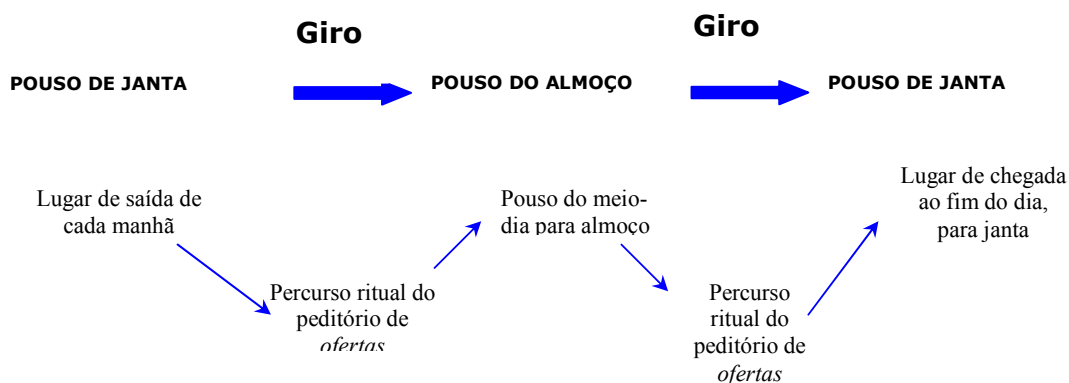 Giro
Giro
POUSO DE JANTA
POUSO DO ALMOÇO
POUSO DE JANTA
Lugar de saída de
cada manhã
Pouso do meio-
dia para almoço
Lugar de chegada
ao fim do dia,
para janta
Percurso ritual do
peditório de
ofertas
Percurso
ritual do
peditório de
ofertas